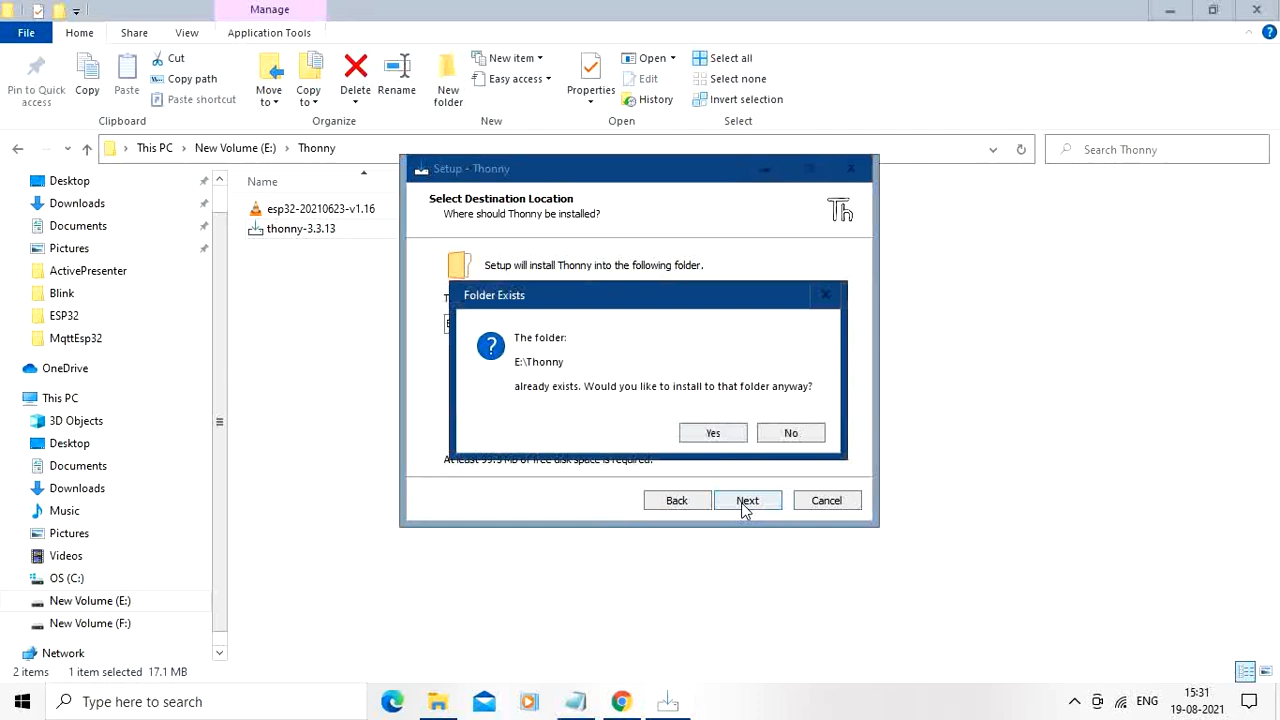 Manage
File
Home
Share
View
Application Tools
Pin to Quick access
Copy
Paste
Cut
Copy path
Paste shortcut
Clipboard
Move to
Copy to
Delete
Rename
Organize
New folder
New item
Easy access
New
Properties
Open
Edit
History
Open
Select all
Select none
Invert selection
Select
This PC > New Volume (E:) > Thonny
Search Thonny
Desktop
Downloads
Documents
Pictures
ActivePresenter
Blink
ESP32
MqttEsp32
OneDrive
This PC
3D Objects
Desktop
Documents
Downloads
Music
Pictures
Videos
OS (C:)
New Volume (E:)
New Volume (F:)
Network
Name
esp32-20210623-v1.16
thonny-3.3.13
Setup - Thonny
Select Destination Location
Where should Thonny be installed?
Th
Setup will install Thonny into the following folder.
Folder Exists
The folder:
E:\Thonny
already exists. Would you like to install to that folder anyway?
Yes
No
of free disk space is required.
Back
Next
Cancel
2 items
1 item selected 17.1 MB
Type here to search
ENG
15:31
19-08-2021